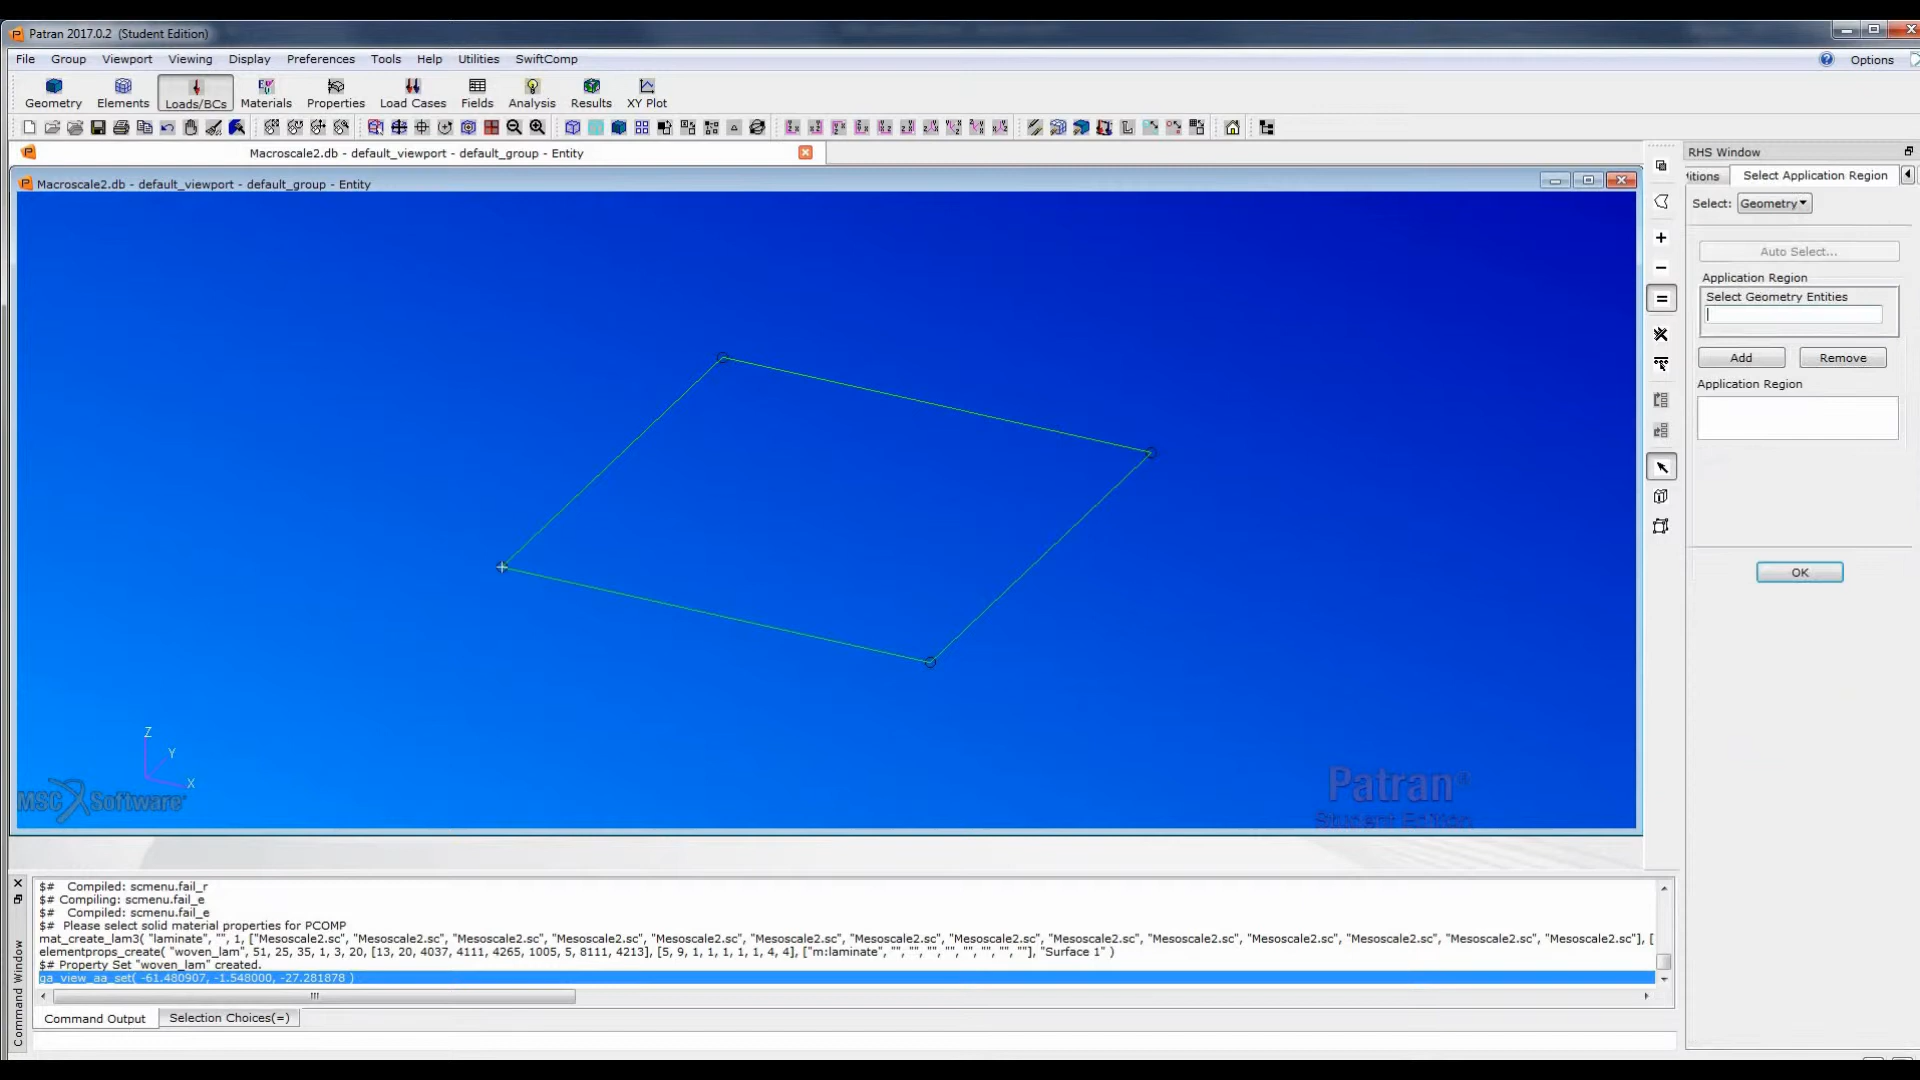 Patran 2017.0.2 (Student Edition)
File Group Viewport Viewing Display Preferences Tools Help Utilities SwiftComp
Options
Geometry Elements Loads/BCs Materials Properties Load Cases Fields Analysis Results XY Plot
Macroscale2.db - default_viewport - default_group - Entity
RHS Window
Macroscale2.db - default_viewport - default_group - Entity
itions Select Application Region
Select: Geometry
Auto Select...
Application Region
Select Geometry Entities
Add Remove
Application Region
OK
Z
Y
X
MSC Software
Patran®
Student Edition
Command Window
$# Compiled: scmenu.fail_r
$# Compiling: scmenu.fail_e
$# Compiled: scmenu.fail_e
$# Please select solid material properties for PCOMP
mat_create_lam3( "laminate", "", 1, ["Mesoscale2.sc", "Mesoscale2.sc", "Mesoscale2.sc", "Mesoscale2.sc", "Mesoscale2.sc", "Mesoscale2.sc", "Mesoscale2.sc", "Mesoscale2.sc", "Mesoscale2.sc", "Mesoscale2.sc", "Mesoscale2.sc", "Mesoscale2.sc", "Mesoscale2.sc", "Mesoscale2.sc"], [
elementprops_create( "woven_lam", 51, 25, 35, 1, 3, 20, [13, 20, 4037, 4111, 4265, 1005, 5, 8111, 4213], [5, 9, 1, 1, 1, 1, 1, 4, 4], ["m:laminate", "", "", "", "", "", "", "", ""], "Surface 1" )
$# Property Set "woven_lam" created.
ga_view_aa_set( -61.480907, -1.548000, -27.281878 )
Command Output Selection Choices(=)